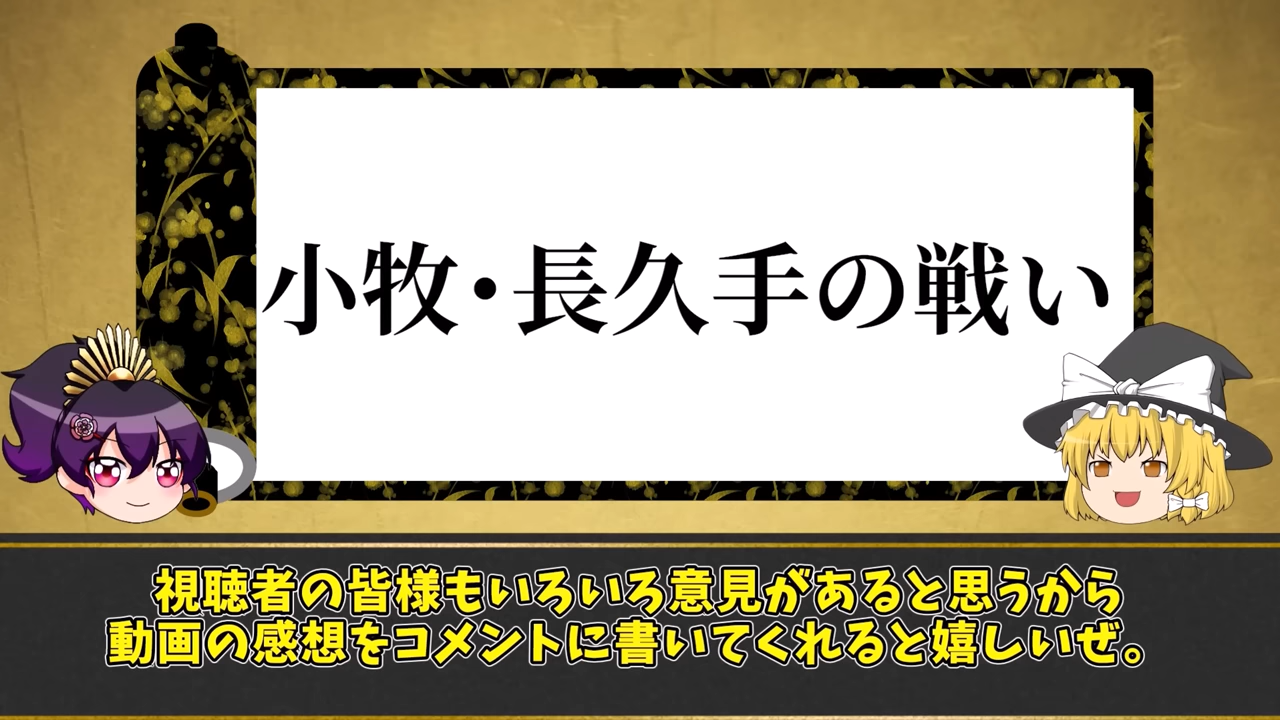 小牧・長久手の戦い
視聴者の皆様もいろいろ意見があると思うから
動画の感想をコメントに書いてくれると嬉しいぜ。